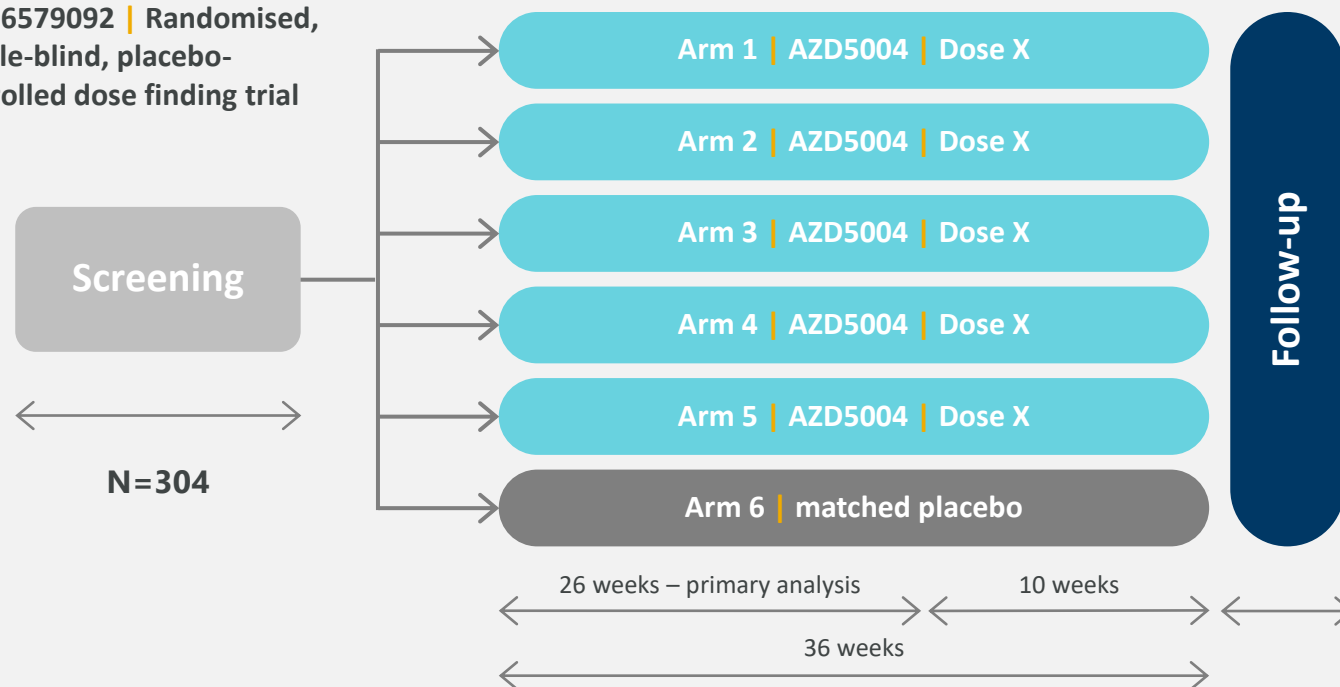 6579092 | Randomised,
le-blind, placebo-
olled dose finding trial
Screening
N=304
Arm 1 | AZD5004 | Dose X
Arm 2 | AZD5004 | Dose X
Arm 3 | AZD5004 | Dose X
Arm 4 | AZD5004 | Dose X
Arm 5 | AZD5004 | Dose X
Arm 6 | matched placebo
Follow-up
26 weeks – primary analysis
10 weeks
36 weeks